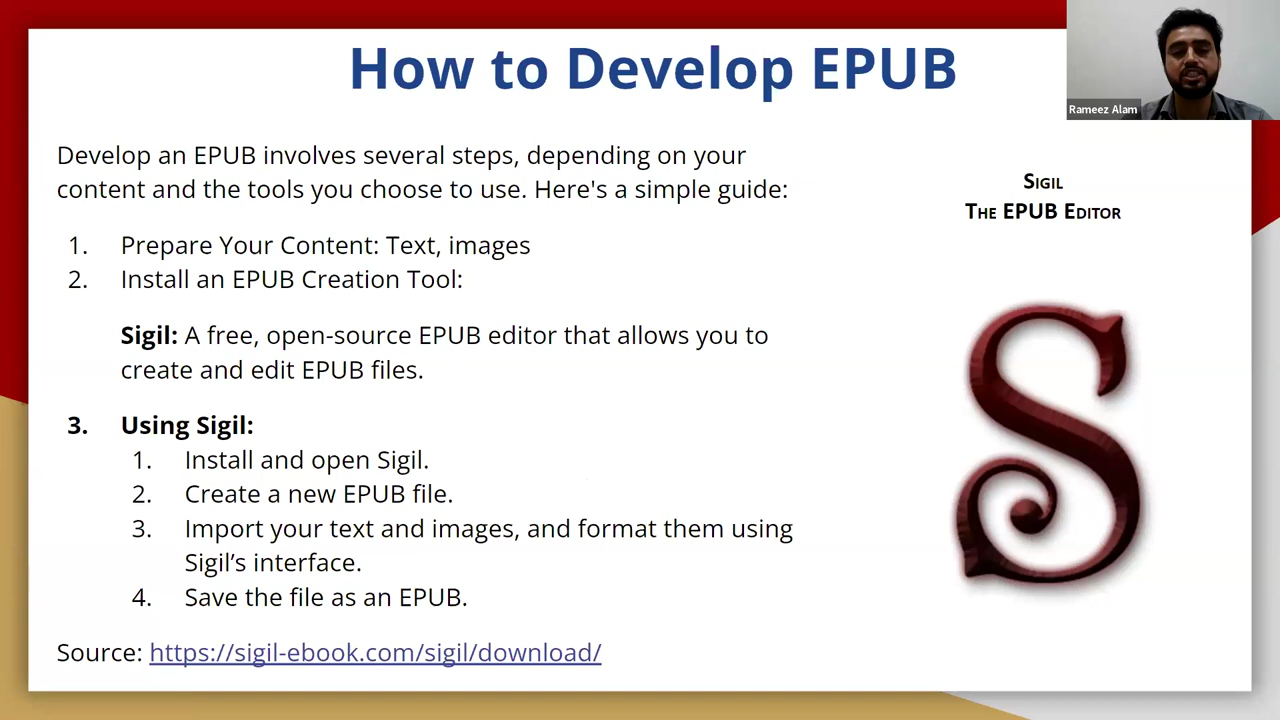 How to Develop EPUB
Rameez Alam
Develop an EPUB involves several steps, depending on your
content and the tools you choose to use. Here's a simple guide:
1. Prepare Your Content: Text, images
2. Install an EPUB Creation Tool:
Sigil: A free, open-source EPUB editor that allows you to
create and edit EPUB files.
3. Using Sigil:
1. Install and open Sigil.
2. Create a new EPUB file.
3. Import your text and images, and format them using
Sigil’s interface.
4. Save the file as an EPUB.
Source: https://sigil-ebook.com/sigil/download/
Sigil
The EPUB Editor
S